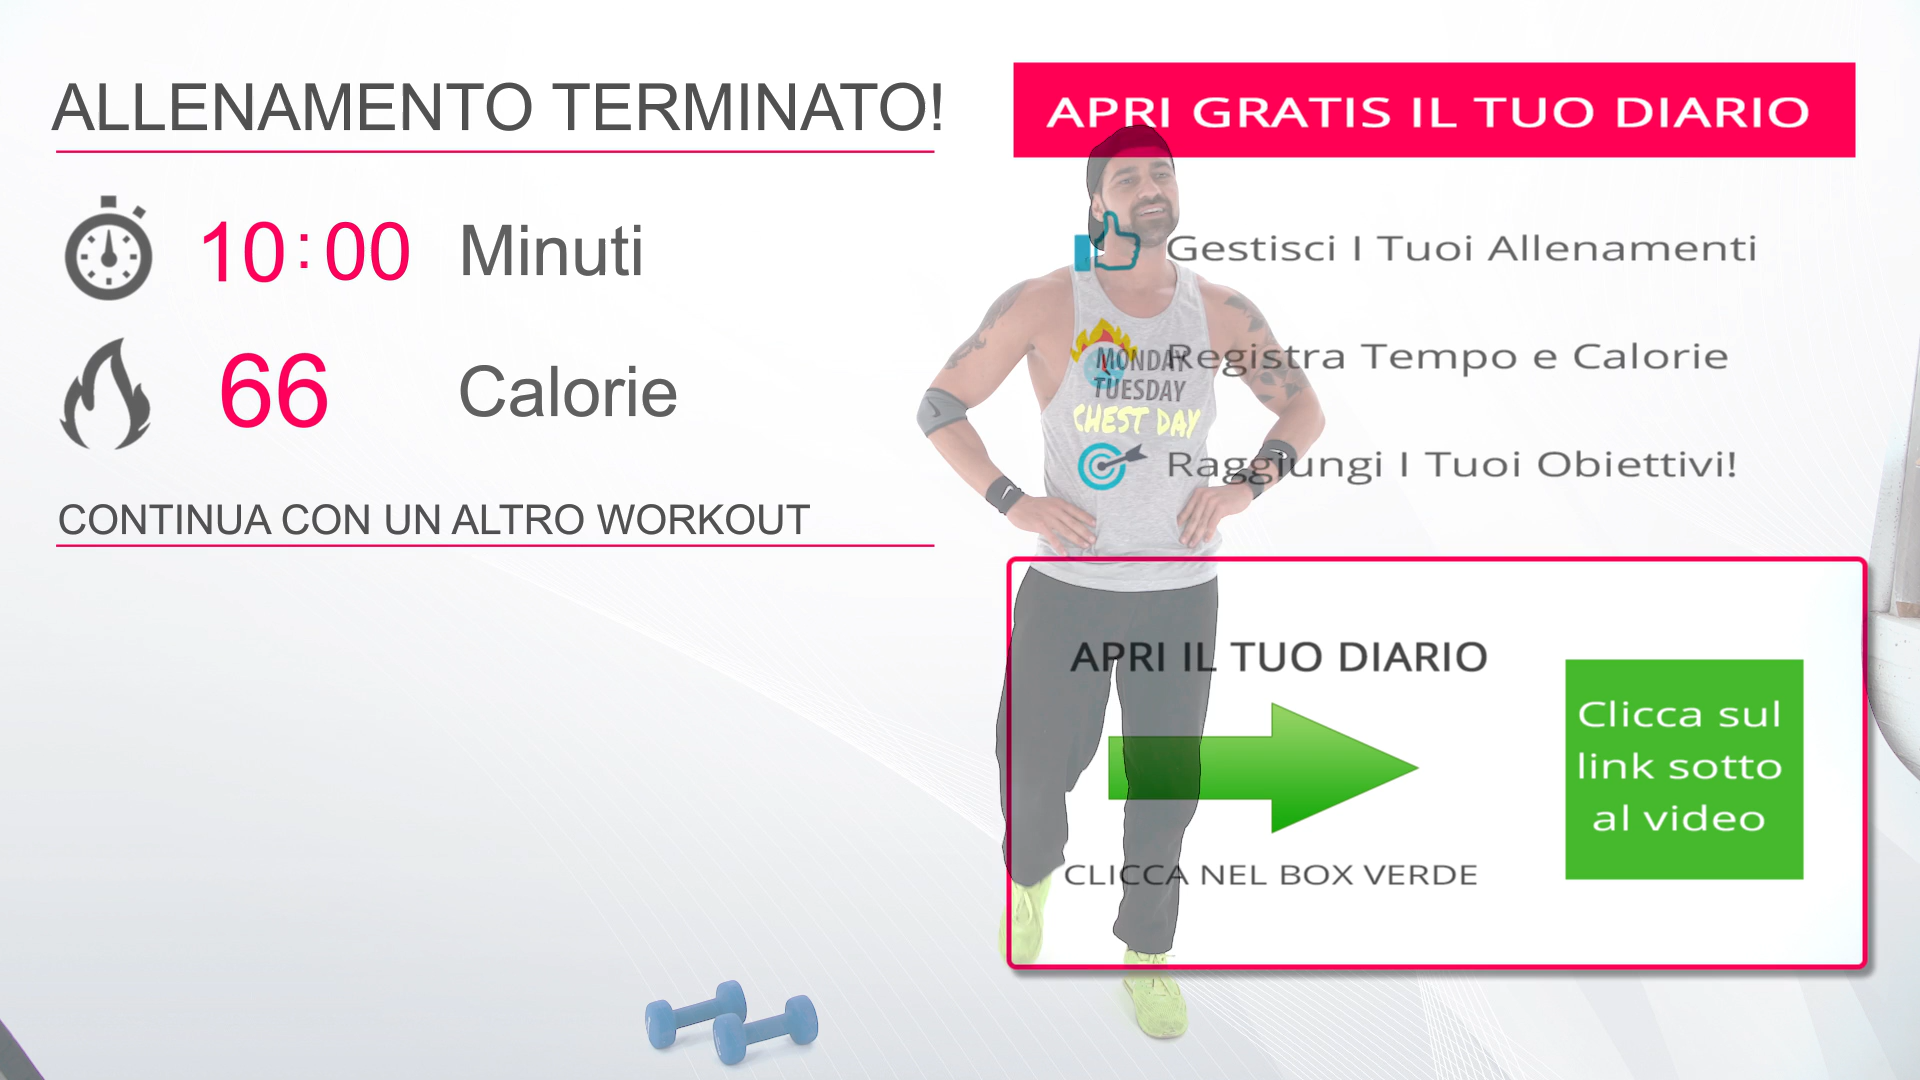 ALLENAMENTO TERMINATO!
10:00 Minuti
66 Calorie
CONTINUA CON UN ALTRO WORKOUT
APRI GRATIS IL TUO DIARIO
Gestisci I Tuoi Allenamenti
Registra Tempo e Calorie
Raggiungi I Tuoi Obiettivi!
MONDAY
TUESDAY
CHEST DAY
APRI IL TUO DIARIO
CLICCA NEL BOX VERDE
Clicca sul
link sotto
al video